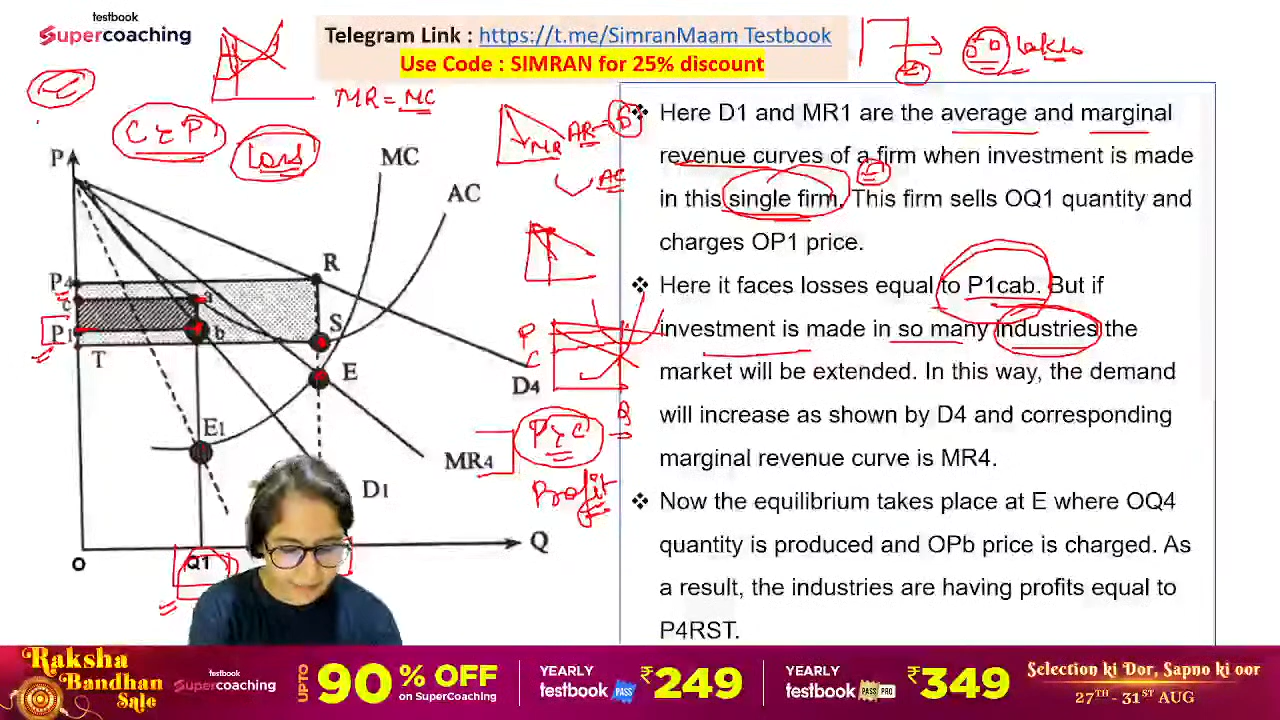 testbook
Supercoaching
Telegram Link : https://t.me/SimranMaam Testbook
Use Code : SIMRAN for 25% discount
50 lakhs
MR = MC
C > P
Loss
AR
MR
AC
P
MC
AC
P4
c
a
R
P1
b
S
T
E
D4
E1
MR4
D1
O
Q1
Q
P
C
Q
P > C
Profit
❖ Here D1 and MR1 are the average and marginal
revenue curves of a firm when investment is made
in this single firm. This firm sells OQ1 quantity and
charges OP1 price.
❖ Here it faces losses equal to P1cab. But if
investment is made in so many industries the
market will be extended. In this way, the demand
will increase as shown by D4 and corresponding
marginal revenue curve is MR4.
❖ Now the equilibrium takes place at E where OQ4
quantity is produced and OPb price is charged. As
a result, the industries are having profits equal to
P4RST.
Raksha
Bandhan
Sale
testbook
Supercoaching
UPTO 90% OFF
on SuperCoaching
YEARLY
testbook PASS
₹249
YEARLY
testbook PASS PRO
₹349
Selection ki Dor, Sapno ki oor
27TH - 31ST AUG